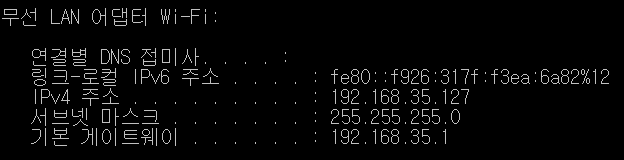 무선 LAN 어댑터 Wi-Fi:
연결별 DNS 접미사. . . . :
링크-로컬 IPv6 주소 . . . . : fe80::f926:317f:f3ea:6a82%12
IPv4 주소 . . . . . . . . . : 192.168.35.127
서브넷 마스크 . . . . . . . : 255.255.255.0
기본 게이트웨이 . . . . . . : 192.168.35.1